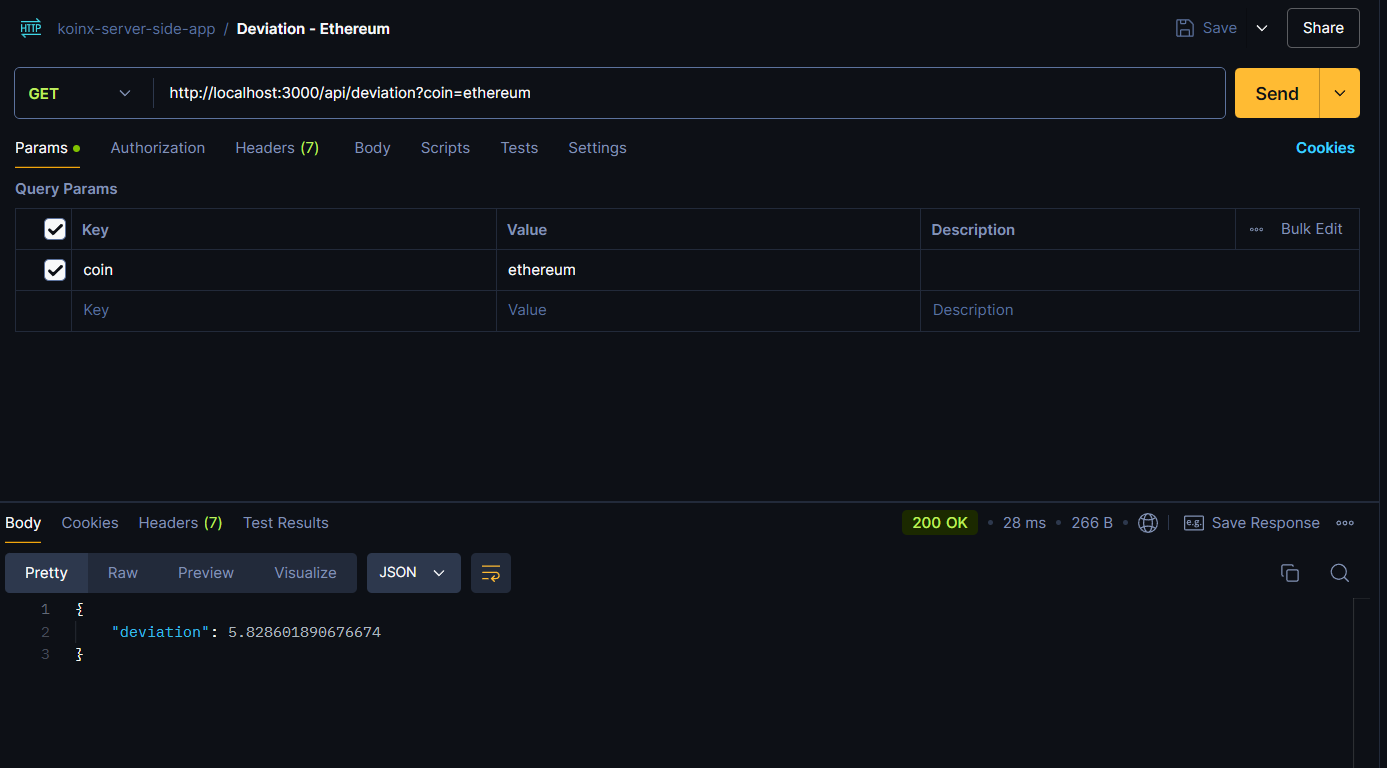 HTTP koinx-server-side-app / Deviation - Ethereum Save Share
GET http://localhost:3000/api/deviation?coin=ethereum Send
Params Authorization Headers (7) Body Scripts Tests Settings Cookies
Query Params
Key Value Description Bulk Edit
coin ethereum
Key Value Description
Body Cookies Headers (7) Test Results 200 OK 28 ms 266 B e.g. Save Response
Pretty Raw Preview Visualize JSON
1 {
2 "deviation": 5.828601890676674
3 }